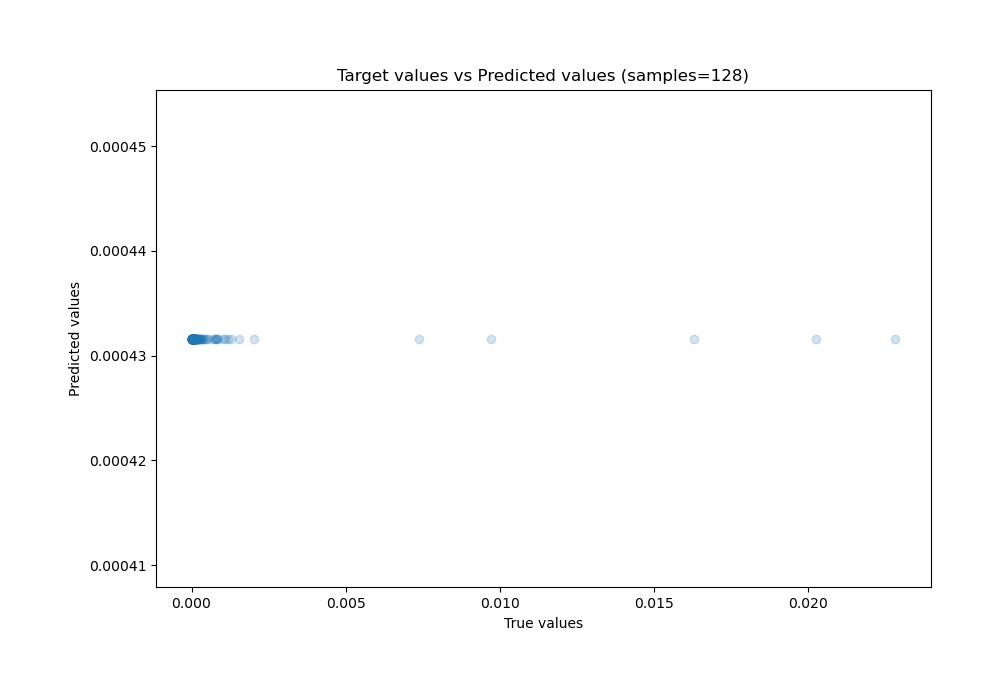 Target values vs Predicted values (samples=128)
0.00045
0.00044
0.00043
0.00042
0.00041
Predicted values
0.000 0.005 0.010 0.015 0.020
True values